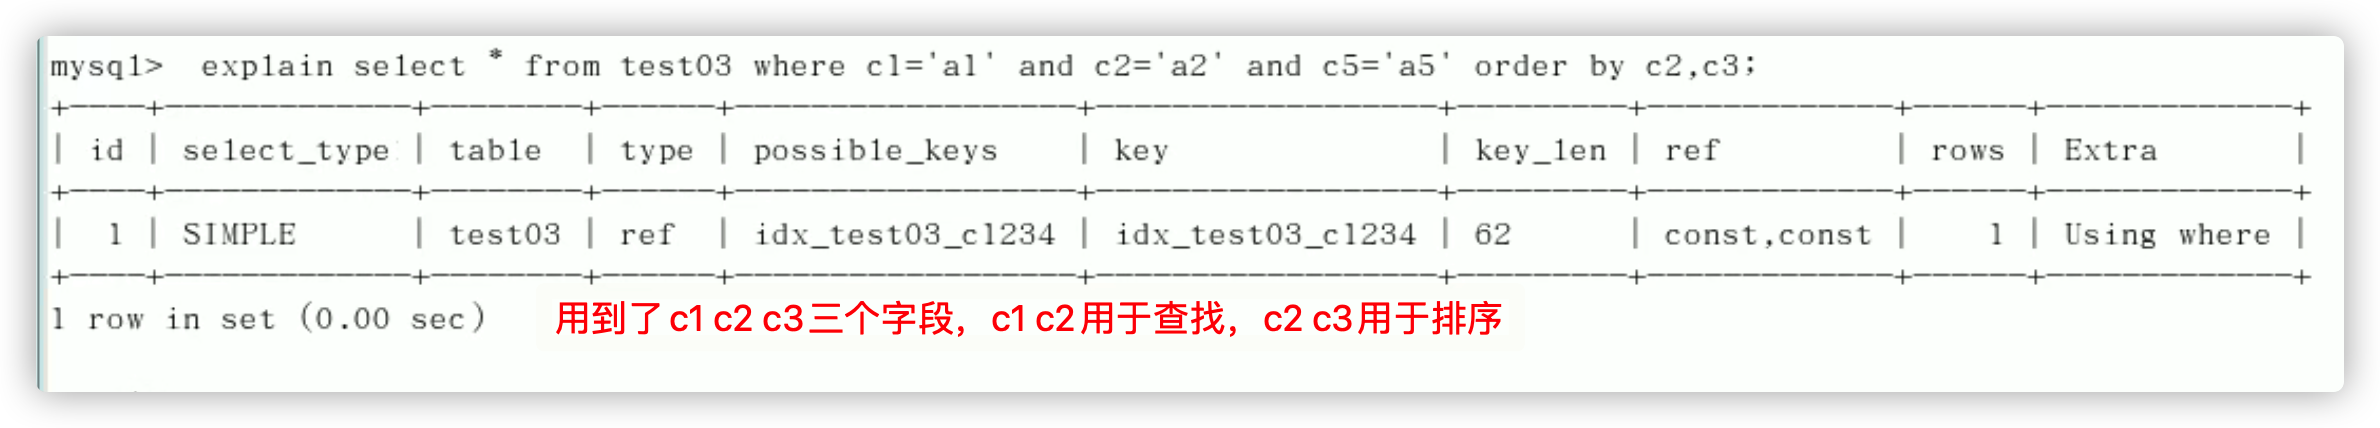 mysql>  explain select * from test03 where c1='a1' and c2='a2' and c5='a5' order by c2,c3;
+----+-------------+--------+------+------------------+------------------+---------+-------------+------+-------------+
| id | select_type | table  | type | possible_keys    | key              | key_len | ref         | rows | Extra       |
+----+-------------+--------+------+------------------+------------------+---------+-------------+------+-------------+
|  1 | SIMPLE      | test03 | ref  | idx_test03_c1234 | idx_test03_c1234 | 62      | const,const |    1 | Using where |
+----+-------------+--------+------+------------------+------------------+---------+-------------+------+-------------+
1 row in set (0.00 sec) 用到了c1 c2 c3三个字段，c1 c2用于查找，c2 c3用于排序